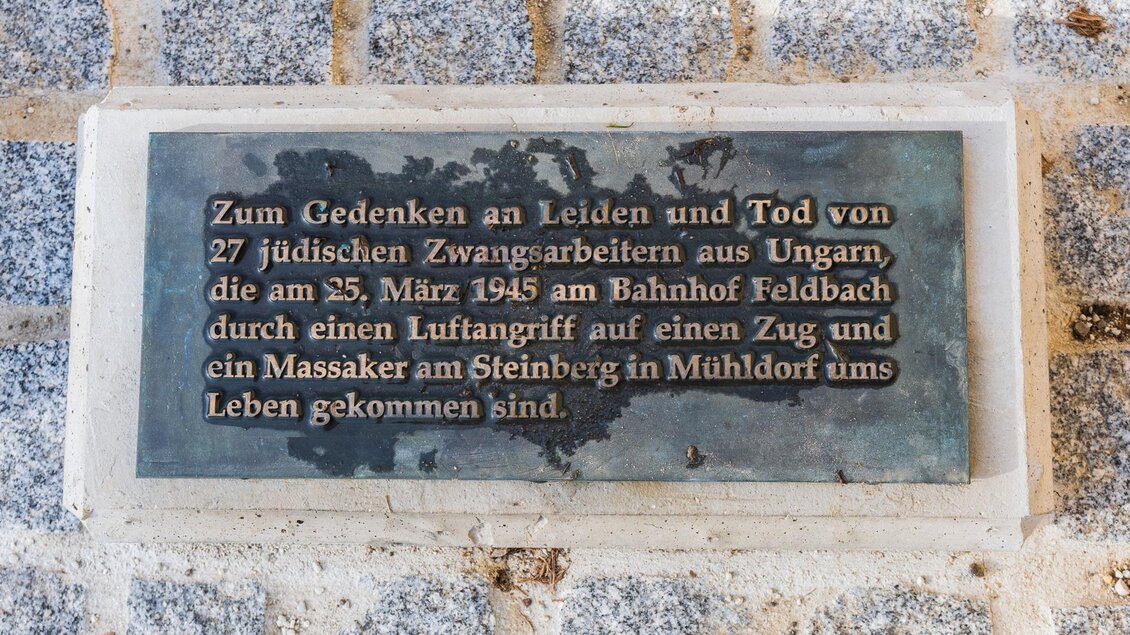 Zum Gedenken an Leiden und Tod von
27 jüdischen Zwangsarbeitern aus Ungarn,
die am 25. März 1945 am Bahnhof Feldbach
durch einen Luftangriff auf einen Zug und
ein Massaker am Steinberg in Mühldorf ums
Leben gekommen sind.